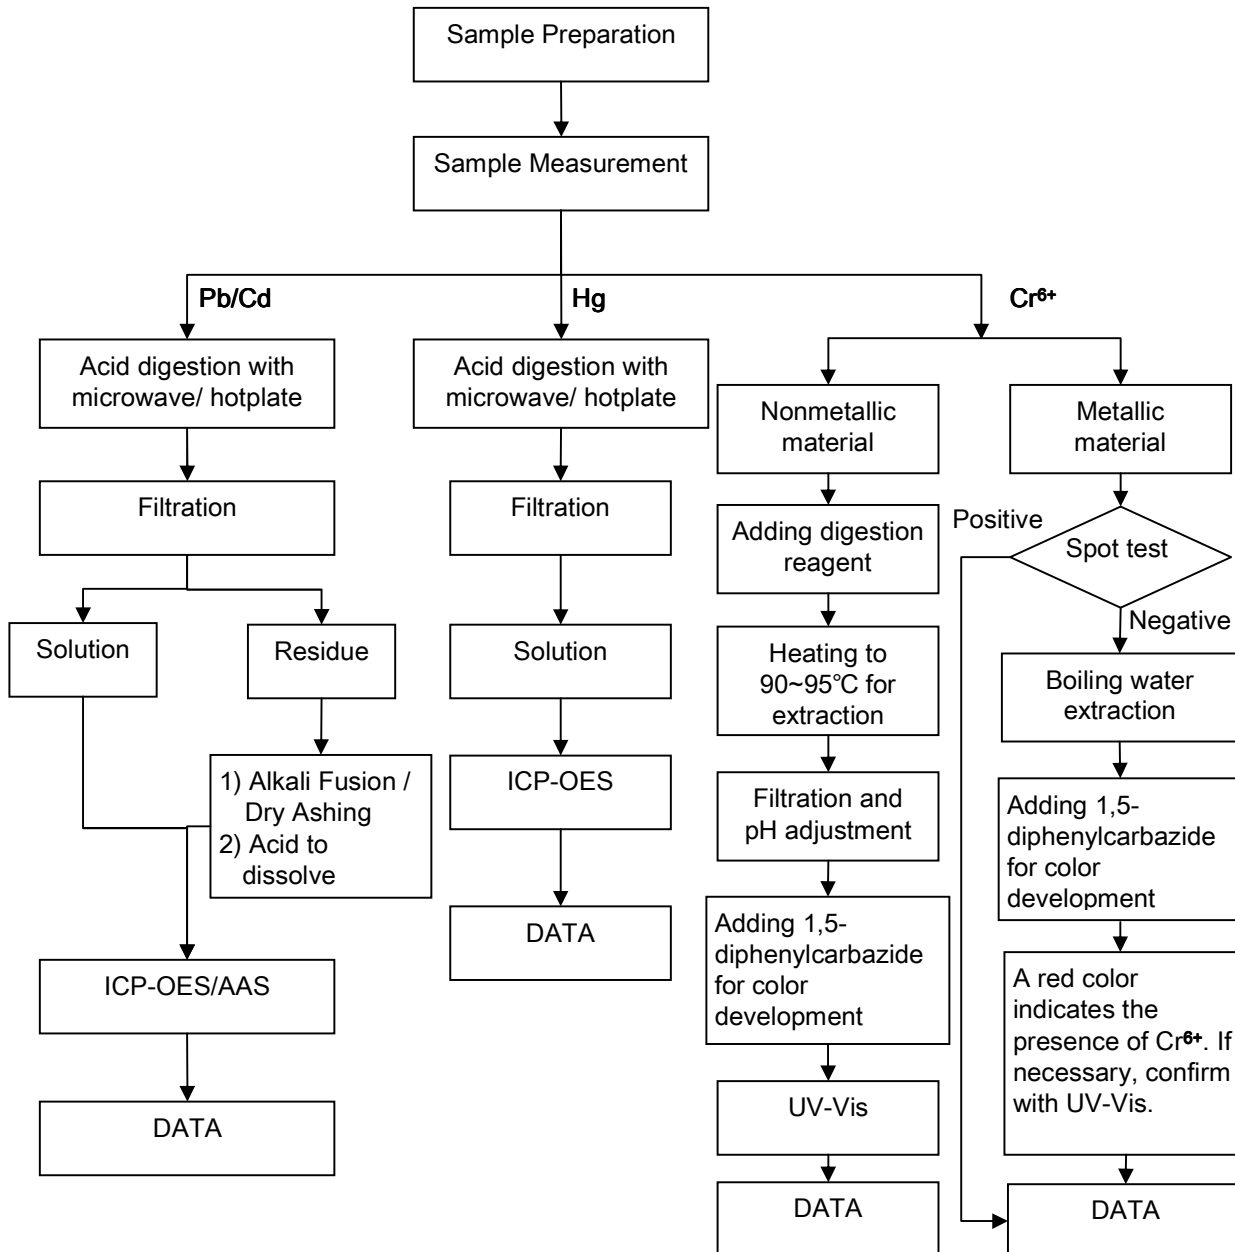 Sample Preparation
Sample Measurement
Pb/Cd
Hg
Cr⁶⁺
Acid digestion with
microwave/ hotplate
Filtration
Solution
Residue
1) Alkali Fusion /
Dry Ashing
2) Acid to
dissolve
ICP-OES/AAS
DATA
Acid digestion with
microwave/ hotplate
Filtration
Solution
ICP-OES
DATA
Nonmetallic
material
Adding digestion
reagent
Heating to
90~95℃ for
extraction
Filtration and
pH adjustment
Adding 1,5-
diphenylcarbazide
for color
development
UV-Vis
DATA
Metallic
material
Spot test
Positive
Negative
Boiling water
extraction
Adding 1,5-
diphenylcarbazide
for color
development
A red color
indicates the
presence of Cr⁶⁺. If
necessary, confirm
with UV-Vis.
DATA